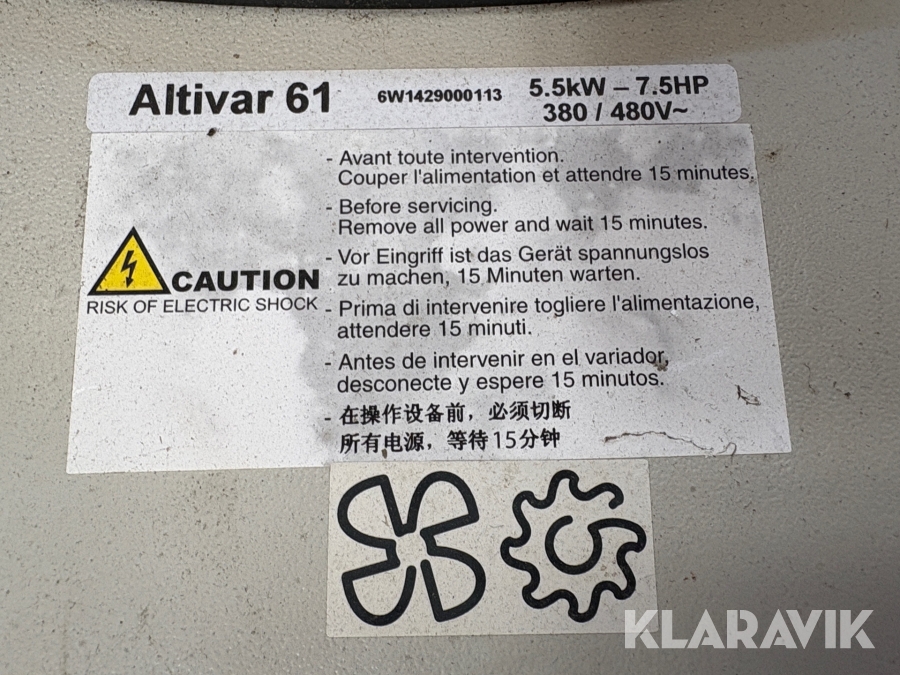 Altivar 61 6W1429000113 5.5kW – 7.5HP
380 / 480V~
- Avant toute intervention.
Couper l'alimentation et attendre 15 minutes.
- Before servicing.
Remove all power and wait 15 minutes.
- Vor Eingriff ist das Gerät spannungslos
zu machen, 15 Minuten warten.
CAUTION
RISK OF ELECTRIC SHOCK
- Prima di intervenire togliere l'alimentazione,
attendere 15 minuti.
- Antes de intervenir en el variador,
desconecte y espere 15 minutos.
- 在操作设备前，必须切断
所有电源，等待15分钟
KLARAVIK